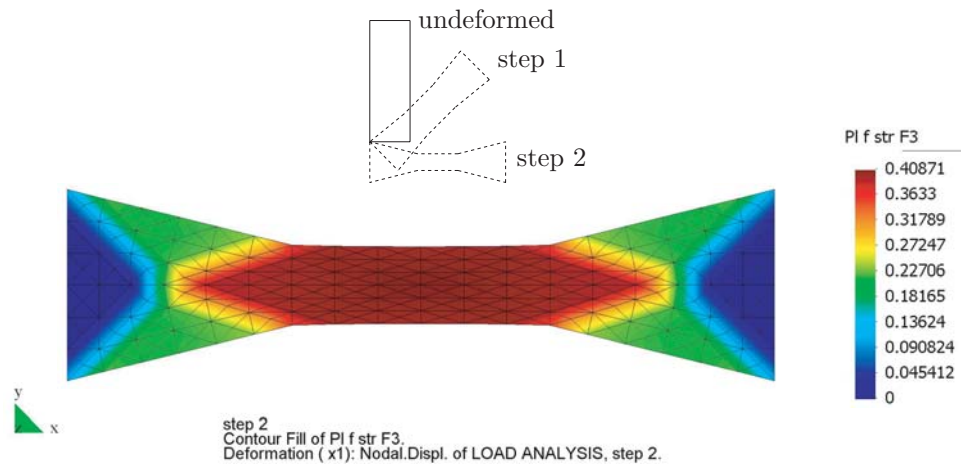 undeformed
step 1
step 2
Pl f str F3
0.40871
0.3633
0.31789
0.27247
0.22706
0.18165
0.13624
0.090824
0.045412
0
y
z x
step 2
Contour Fill of Pl f str F3.
Deformation ( x1): Nodal.Displ. of LOAD ANALYSIS, step 2.